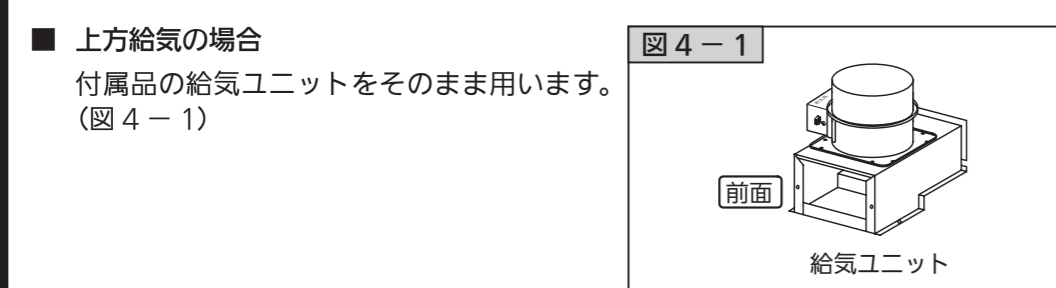 ■ 上方給気の場合
付属品の給気ユニットをそのまま用います。
(図4－1)
図4－1
前面
給気ユニット